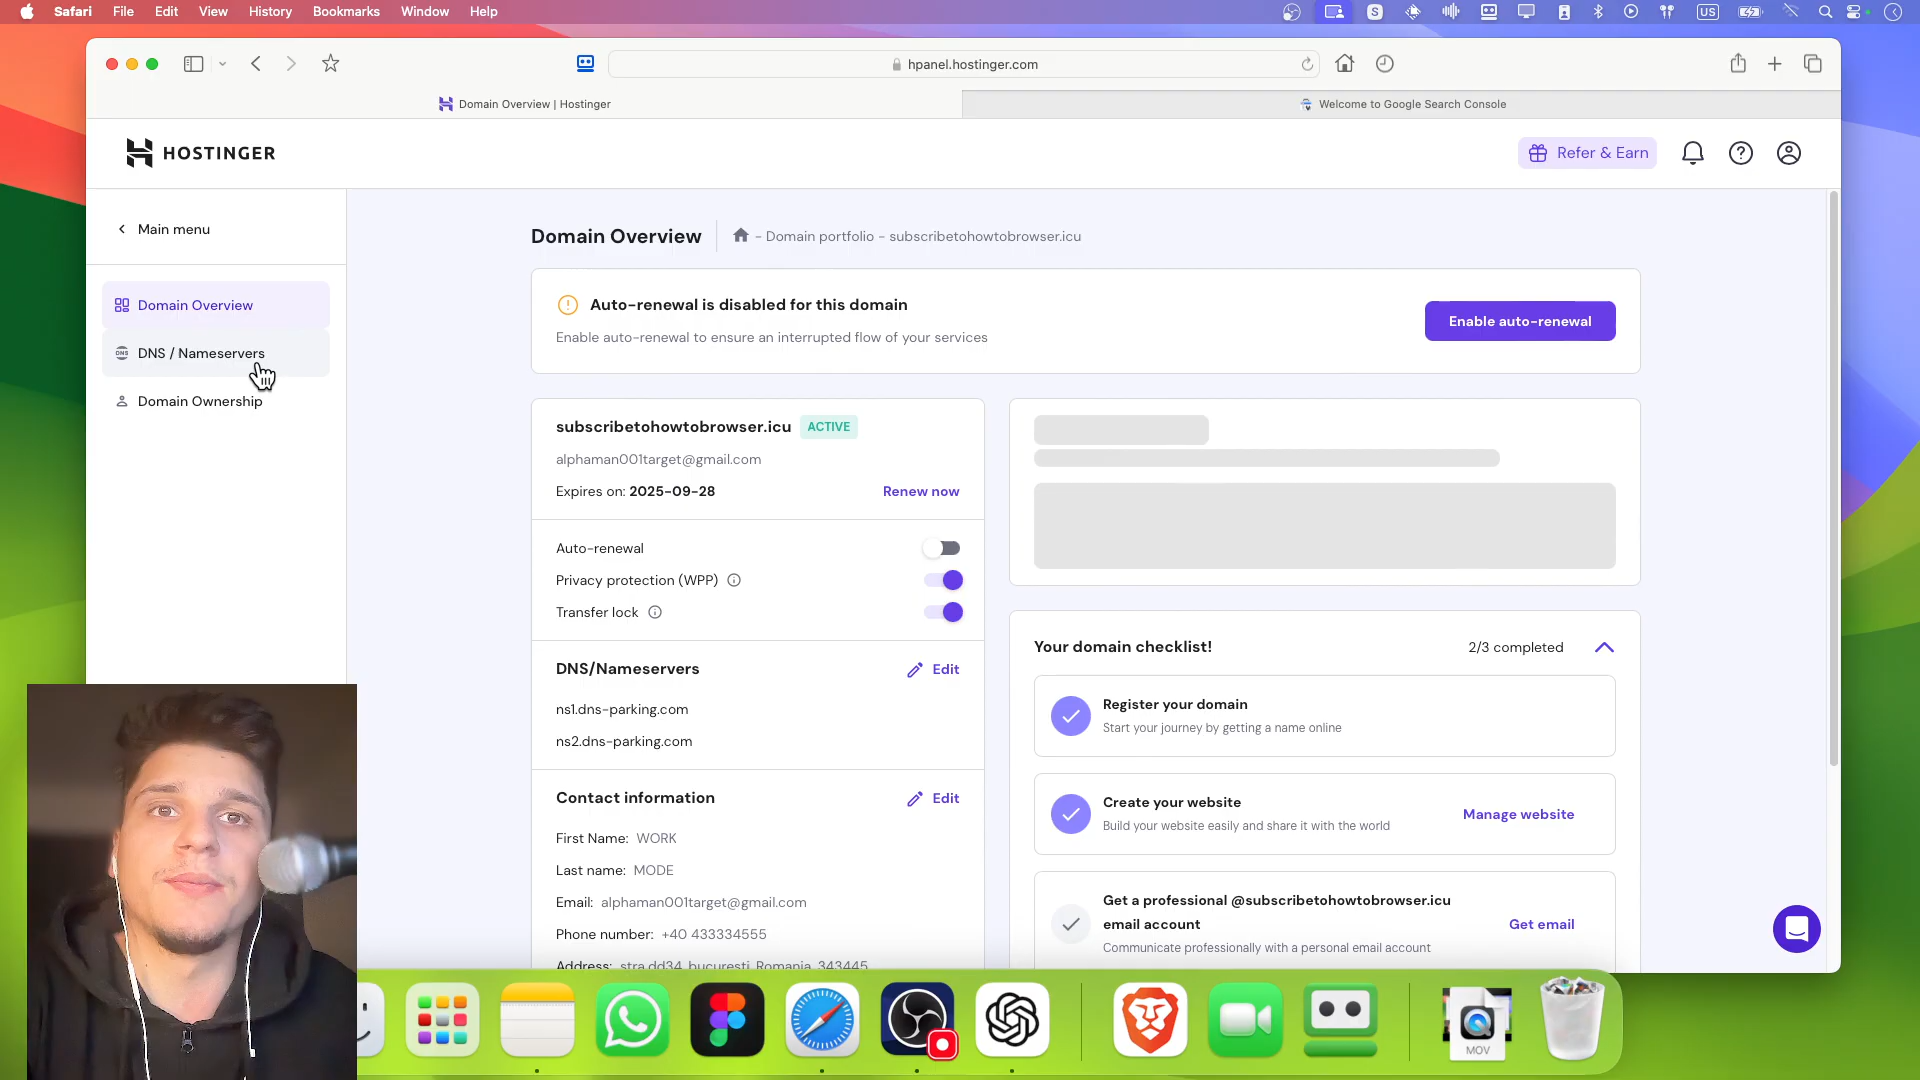 Safari File Edit View History Bookmarks Window Help
S
US
hpanel.hostinger.com
Domain Overview | Hostinger
Welcome to Google Search Console
HOSTINGER
Refer & Earn
Main menu
Domain Overview
DNS / Nameservers
Domain Ownership
Domain Overview
- Domain portfolio - subscribetohowtobrowser.icu
Auto-renewal is disabled for this domain
Enable auto-renewal to ensure an interrupted flow of your services
Enable auto-renewal
subscribetohowtobrowser.icu ACTIVE
alphaman001target@gmail.com
Expires on: 2025-09-28
Renew now
Auto-renewal
Privacy protection (WPP)
Transfer lock
DNS/Nameservers
Edit
ns1.dns-parking.com
ns2.dns-parking.com
Contact information
Edit
First Name: WORK
Last name: MODE
Email: alphaman001target@gmail.com
Phone number: +40 433334555
Address: stra.dd34, bucuresti, Romania, 343445
Your domain checklist!
2/3 completed
Register your domain
Start your journey by getting a name online
Create your website
Build your website easily and share it with the world
Manage website
Get a professional @subscribetohowtobrowser.icu
email account
Communicate professionally with a personal email account
Get email
MOV